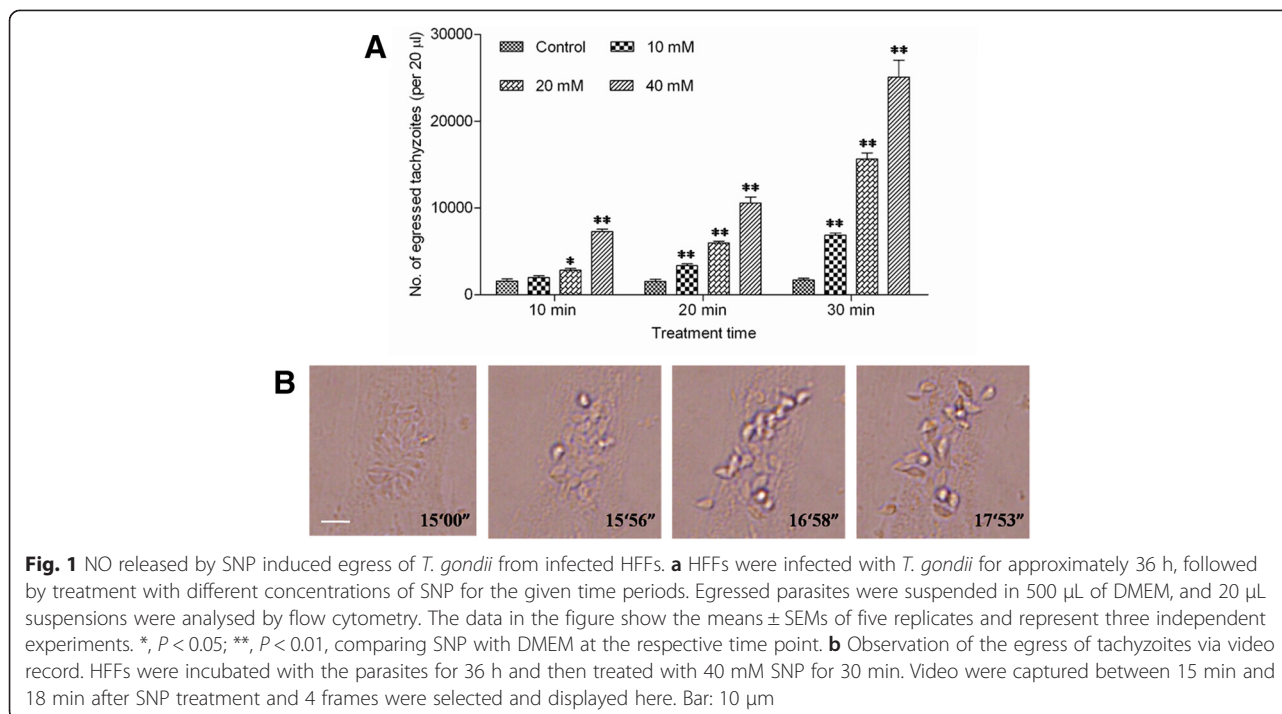 A
No. of egressed tachyzoites (per 20 µl)
30000
20000
10000
0
Control
10 mM
20 mM
40 mM
*
**
**
**
**
**
**
**
10 min
20 min
30 min
Treatment time
B
15'00"
15'56"
16'58"
17'53"
Fig. 1 NO released by SNP induced egress of T. gondii from infected HFFs. a HFFs were infected with T. gondii for approximately 36 h, followed
by treatment with different concentrations of SNP for the given time periods. Egressed parasites were suspended in 500 μL of DMEM, and 20 μL
suspensions were analysed by flow cytometry. The data in the figure show the means ± SEMs of five replicates and represent three independent
experiments. *, P < 0.05; **, P < 0.01, comparing SNP with DMEM at the respective time point. b Observation of the egress of tachyzoites via video
record. HFFs were incubated with the parasites for 36 h and then treated with 40 mM SNP for 30 min. Video were captured between 15 min and
18 min after SNP treatment and 4 frames were selected and displayed here. Bar: 10 μm